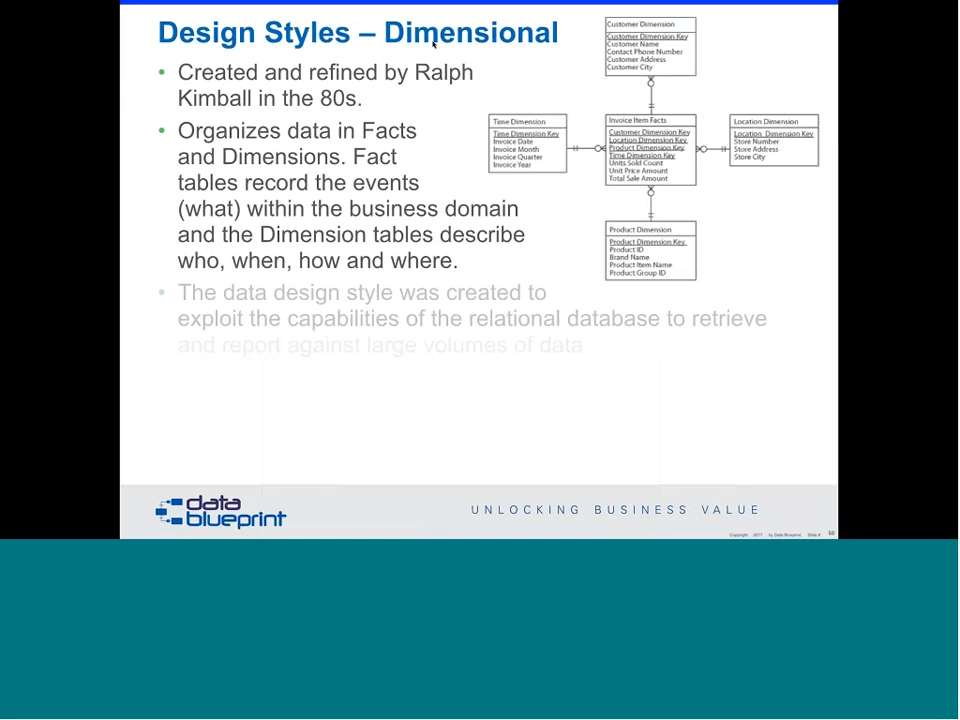 Design Styles – Dimensional
• Created and refined by Ralph
Kimball in the 80s.
• Organizes data in Facts
and Dimensions. Fact
tables record the events
(what) within the business domain
and the Dimension tables describe
who, when, how and where.
• The data design style was created to
exploit the capabilities of the relational database to retrieve
and report against large volumes of data
Customer Dimension
Customer Dimension Key
Customer Name
Contact Phone Number
Customer Address
Customer City
Time Dimension
Time Dimension Key
Invoice Date
Invoice Month
Invoice Quarter
Invoice Year
Invoice Item Facts
Customer Dimension Key
Location Dimension Key
Product Dimension Key
Time Dimension Key
Units Sold Count
Unit Price Amount
Total Sale Amount
Location Dimension
Location Dimension Key
Store Number
Store Address
Store City
Product Dimension
Product Dimension Key
Product ID
Brand Name
Product Item Name
Product Group ID
data
blueprint
UNLOCKING BUSINESS VALUE
Copyright 2017 by Data Blueprint Slide #